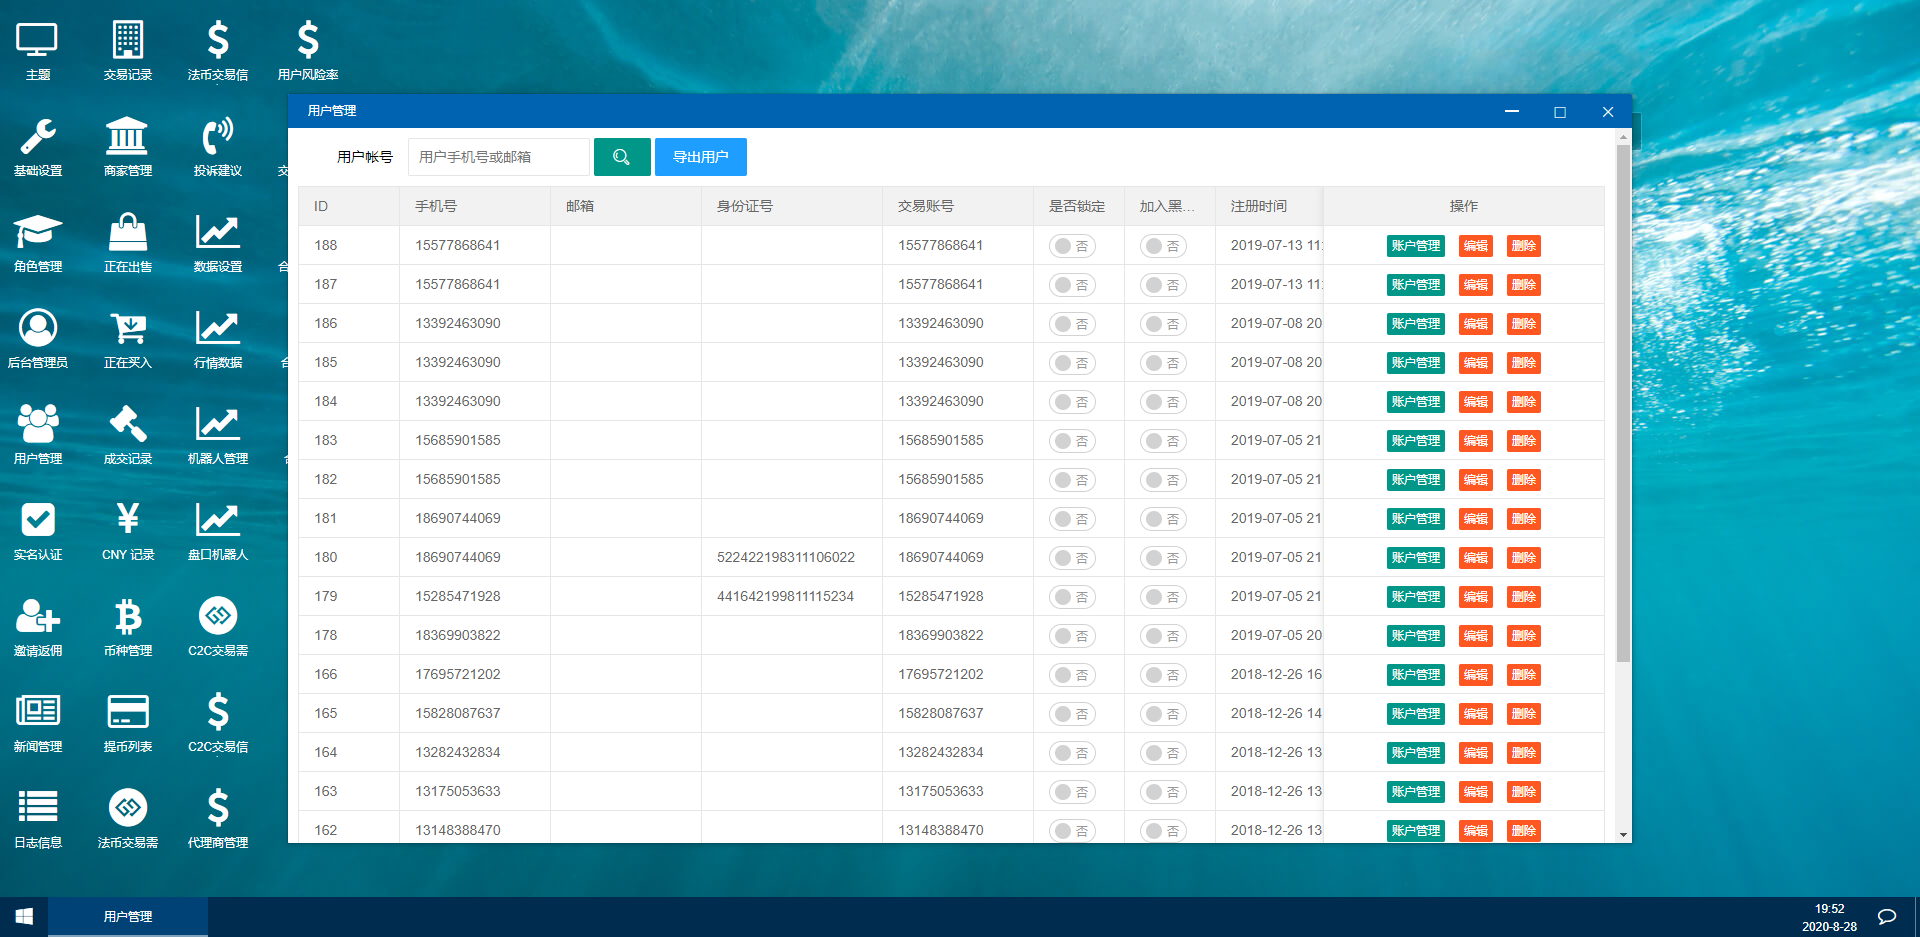 主题
交易记录
法币交易信
用户风险率
基础设置
商家管理
投诉建议
交
角色管理
正在出售
数据设置
合
后台管理员
正在买入
行情数据
合
用户管理
成交记录
机器人管理
合
实名认证
CNY 记录
盘口机器人
邀请返佣
币种管理
C2C交易需
新闻管理
提币列表
C2C交易信
日志信息
法币交易需
代理商管理
用户管理
用户帐号 用户手机号或邮箱 导出用户
ID 手机号 邮箱 身份证号 交易账号 是否锁定 加入黑... 注册时间 操作
188 15577868641 15577868641 否 否 2019-07-13 11: 账户管理 编辑 删除
187 15577868641 15577868641 否 否 2019-07-13 11: 账户管理 编辑 删除
186 13392463090 13392463090 否 否 2019-07-08 20 账户管理 编辑 删除
185 13392463090 13392463090 否 否 2019-07-08 20 账户管理 编辑 删除
184 13392463090 13392463090 否 否 2019-07-08 20 账户管理 编辑 删除
183 15685901585 15685901585 否 否 2019-07-05 21 账户管理 编辑 删除
182 15685901585 15685901585 否 否 2019-07-05 21 账户管理 编辑 删除
181 18690744069 18690744069 否 否 2019-07-05 21 账户管理 编辑 删除
180 18690744069 522422198311106022 18690744069 否 否 2019-07-05 21 账户管理 编辑 删除
179 15285471928 441642199811115234 15285471928 否 否 2019-07-05 21 账户管理 编辑 删除
178 18369903822 18369903822 否 否 2019-07-05 20 账户管理 编辑 删除
166 17695721202 17695721202 否 否 2018-12-26 16 账户管理 编辑 删除
165 15828087637 15828087637 否 否 2018-12-26 14 账户管理 编辑 删除
164 13282432834 13282432834 否 否 2018-12-26 13 账户管理 编辑 删除
163 13175053633 13175053633 否 否 2018-12-26 13 账户管理 编辑 删除
162 13148388470 13148388470 否 否 2018-12-26 13 账户管理 编辑 删除
用户管理
19:52
2020-8-28